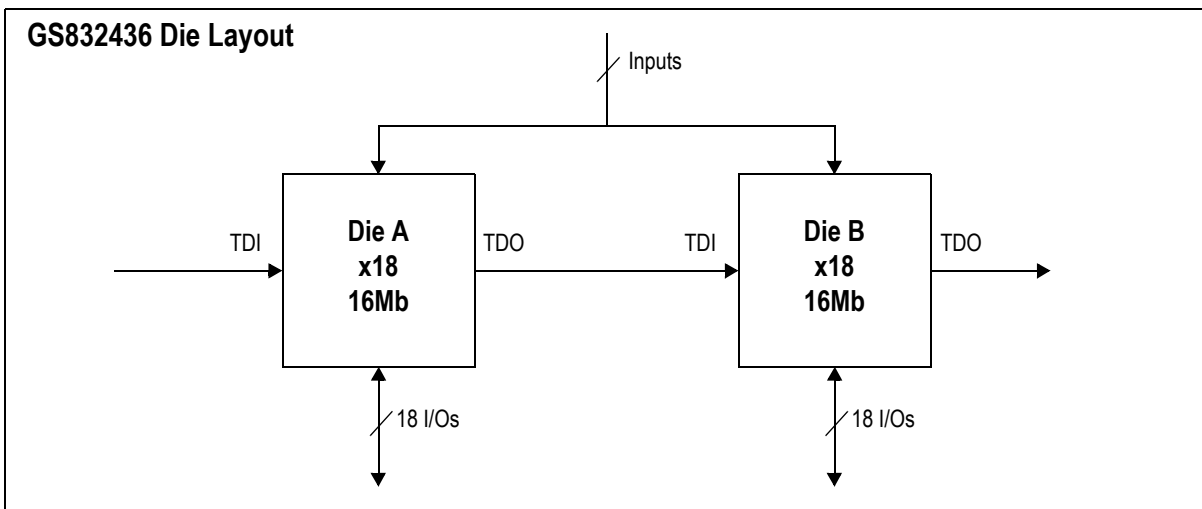 GS832436 Die Layout
Inputs
TDI
Die A
x18
16Mb
TDO
TDI
Die B
x18
16Mb
TDO
18 I/Os
18 I/Os